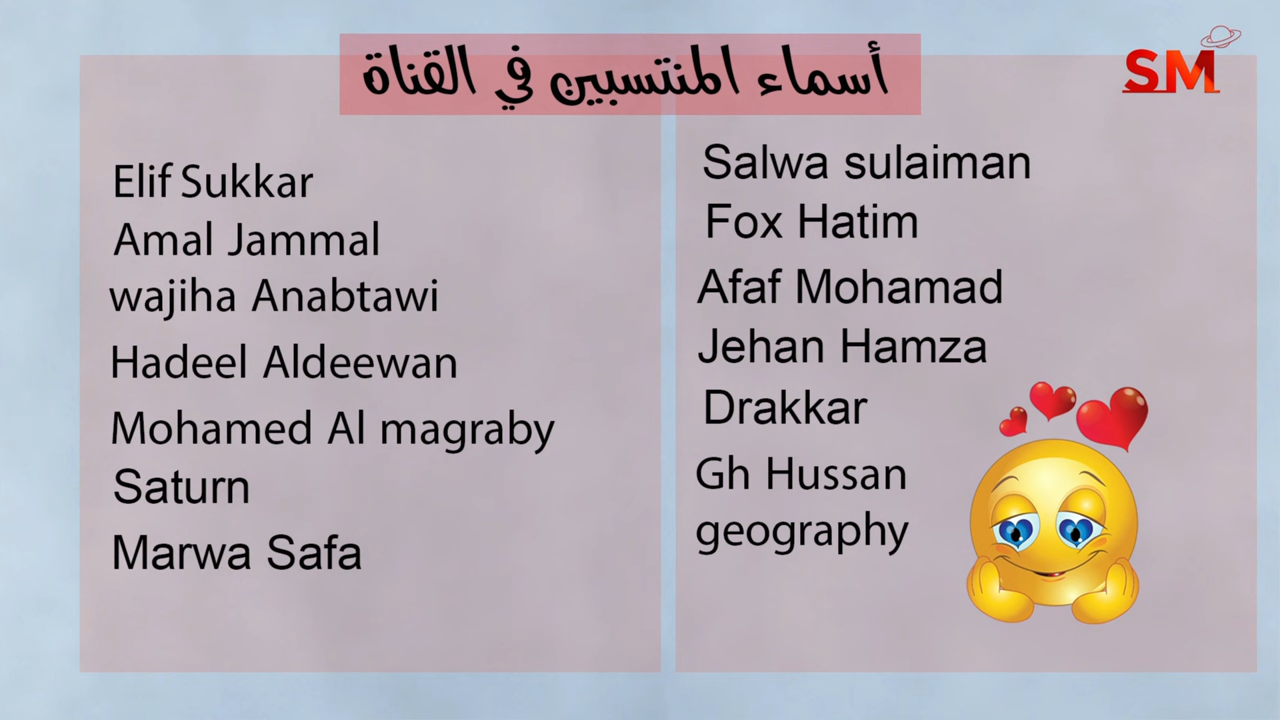 أسماء المنتسبين في القناة
SM
Elif Sukkar
Amal Jammal
wajiha Anabtawi
Hadeel Aldeewan
Mohamed Al magraby
Saturn
Marwa Safa
Salwa sulaiman
Fox Hatim
Afaf Mohamad
Jehan Hamza
Drakkar
Gh Hussan
geography